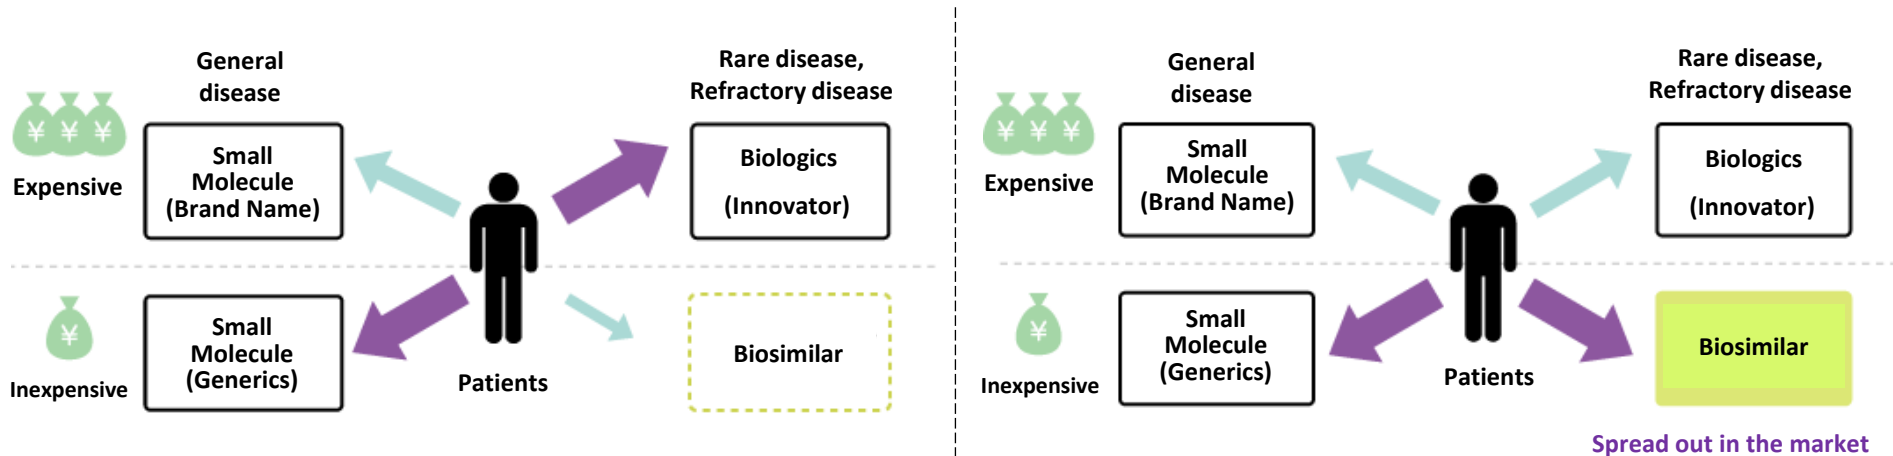 General
disease
Rare disease,
Refractory disease
¥ ¥ ¥
Expensive
Small
Molecule
(Brand Name)
Biologics
(Innovator)
¥
Inexpensive
Small
Molecule
(Generics)
Patients
Biosimilar
General
disease
Rare disease,
Refractory disease
¥ ¥ ¥
Expensive
Small
Molecule
(Brand Name)
Biologics
(Innovator)
¥
Inexpensive
Small
Molecule
(Generics)
Patients
Biosimilar
Spread out in the market